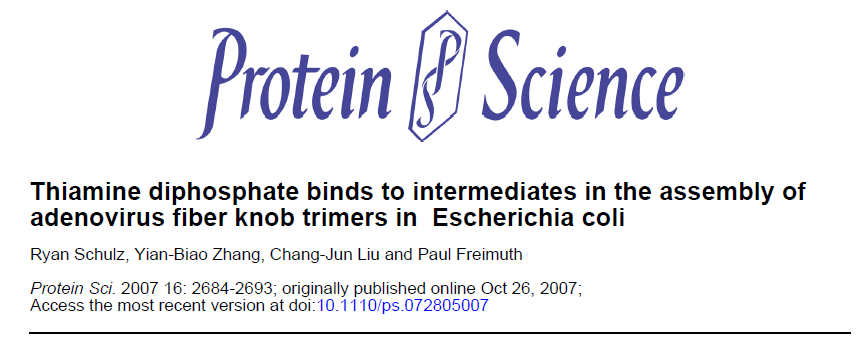 Protein Science
Thiamine diphosphate binds to intermediates in the assembly of
adenovirus fiber knob trimers in Escherichia coli
Ryan Schulz, Yian-Biao Zhang, Chang-Jun Liu and Paul Freimuth
Protein Sci. 2007 16: 2684-2693; originally published online Oct 26, 2007;
Access the most recent version at doi:10.1110/ps.072805007